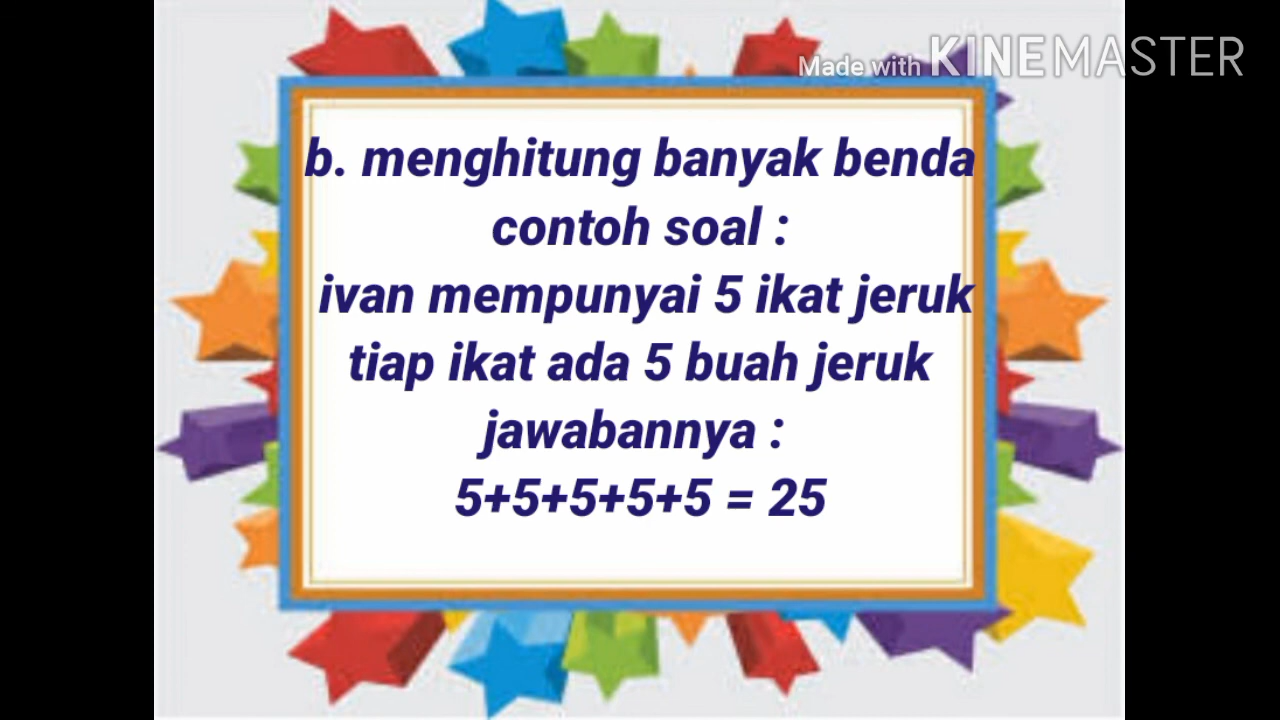 Made with KINEMASTER
b. menghitung banyak benda
contoh soal :
ivan mempunyai 5 ikat jeruk
tiap ikat ada 5 buah jeruk
jawabannya :
5+5+5+5+5 = 25